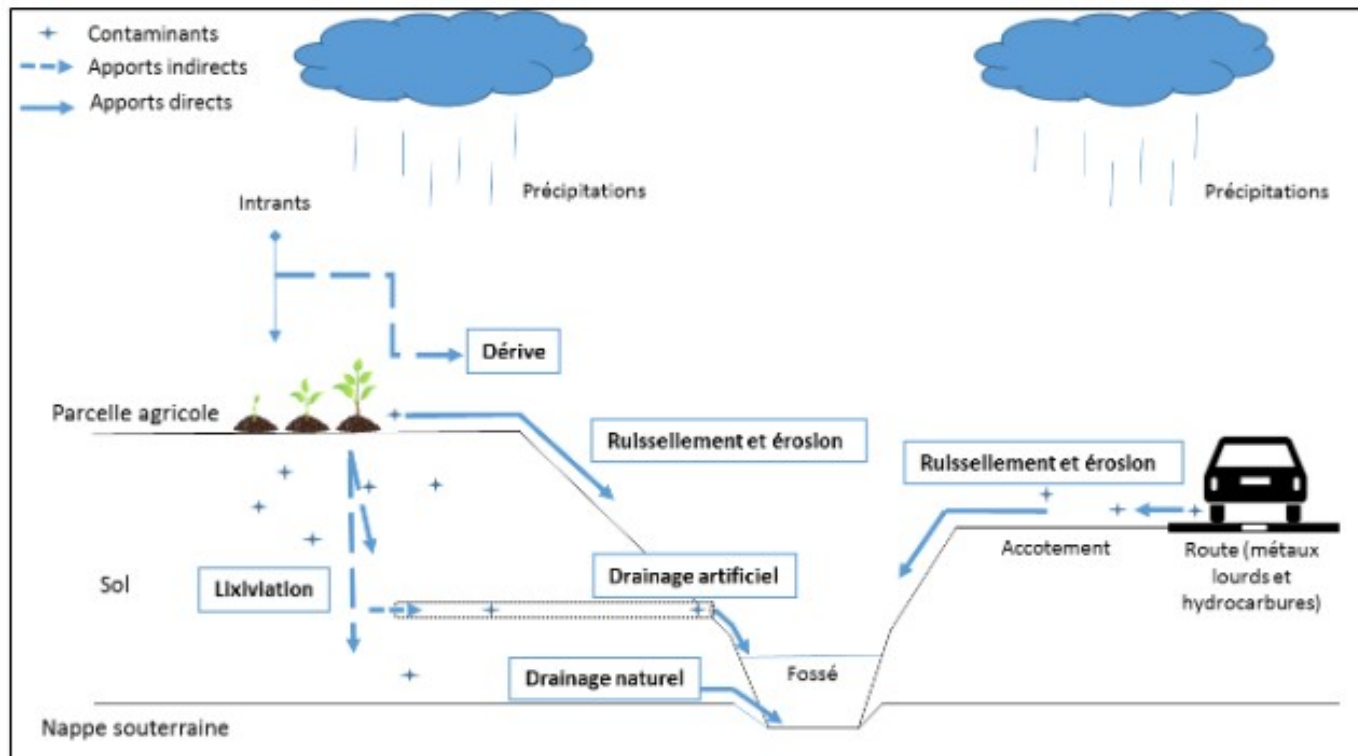 Contaminants
Apports indirects
Apports directs
Précipitations
Précipitations
Intrants
Dérive
Parcelle agricole
Ruissellement et érosion
Ruissellement et érosion
Accotement
Route (métaux
lourds et
hydrocarbures)
Sol
Lixiviation
Drainage artificiel
Fossé
Drainage naturel
Nappe souterraine